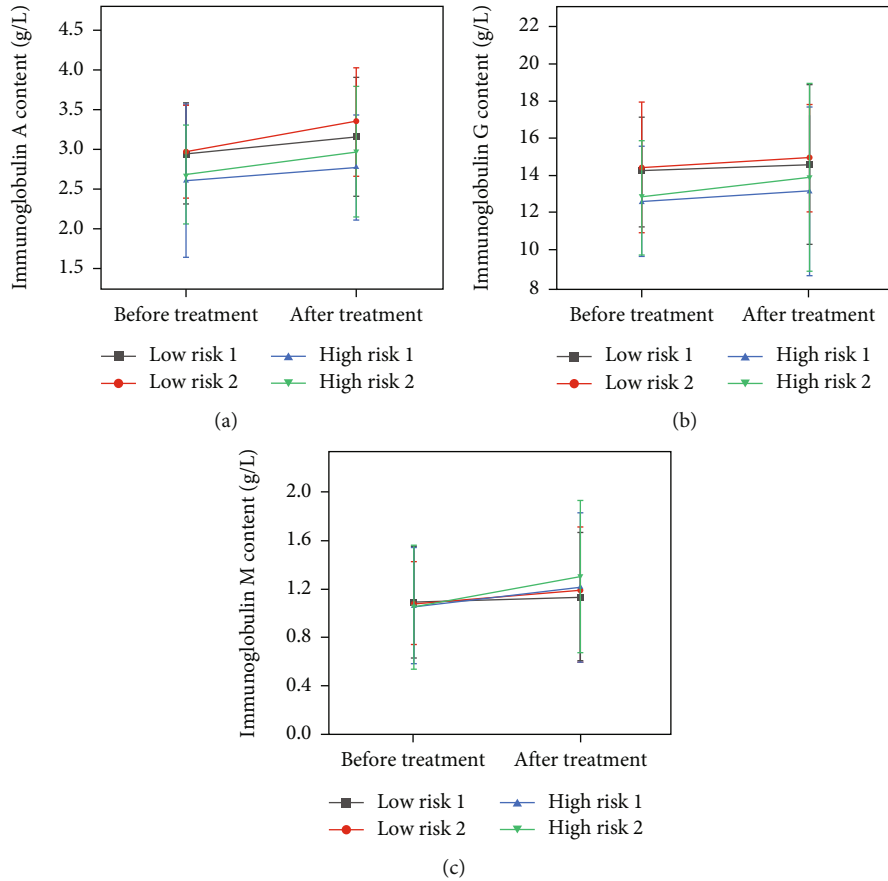 Immunoglobulin A content (g/L)
4.5
4.0
3.5
3.0
2.5
2.0
1.5
Before treatment After treatment
Low risk 1 High risk 1
Low risk 2 High risk 2
(a)
Immunoglobulin G content (g/L)
22
20
18
16
14
12
10
8
Before treatment After treatment
Low risk 1 High risk 1
Low risk 2 High risk 2
(b)
Immunoglobulin M content (g/L)
2.0
1.6
1.2
0.8
0.4
0.0
Before treatment After treatment
Low risk 1 High risk 1
Low risk 2 High risk 2
(c)